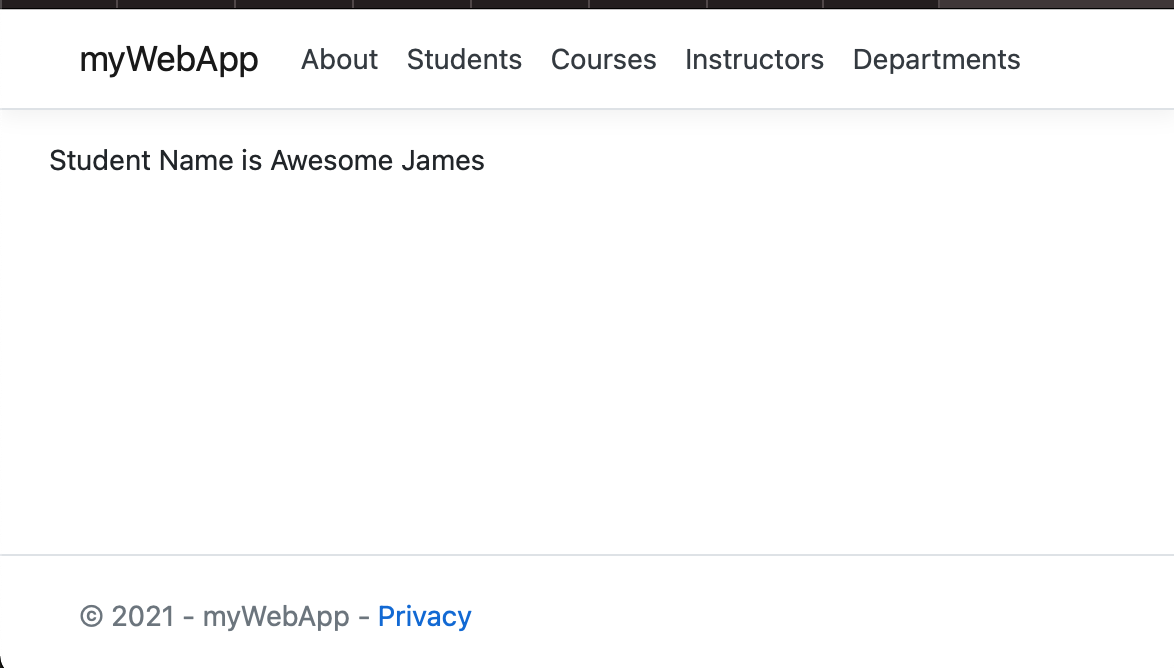 myWebApp About Students Courses Instructors Departments
Student Name is Awesome James
© 2021 - myWebApp - Privacy